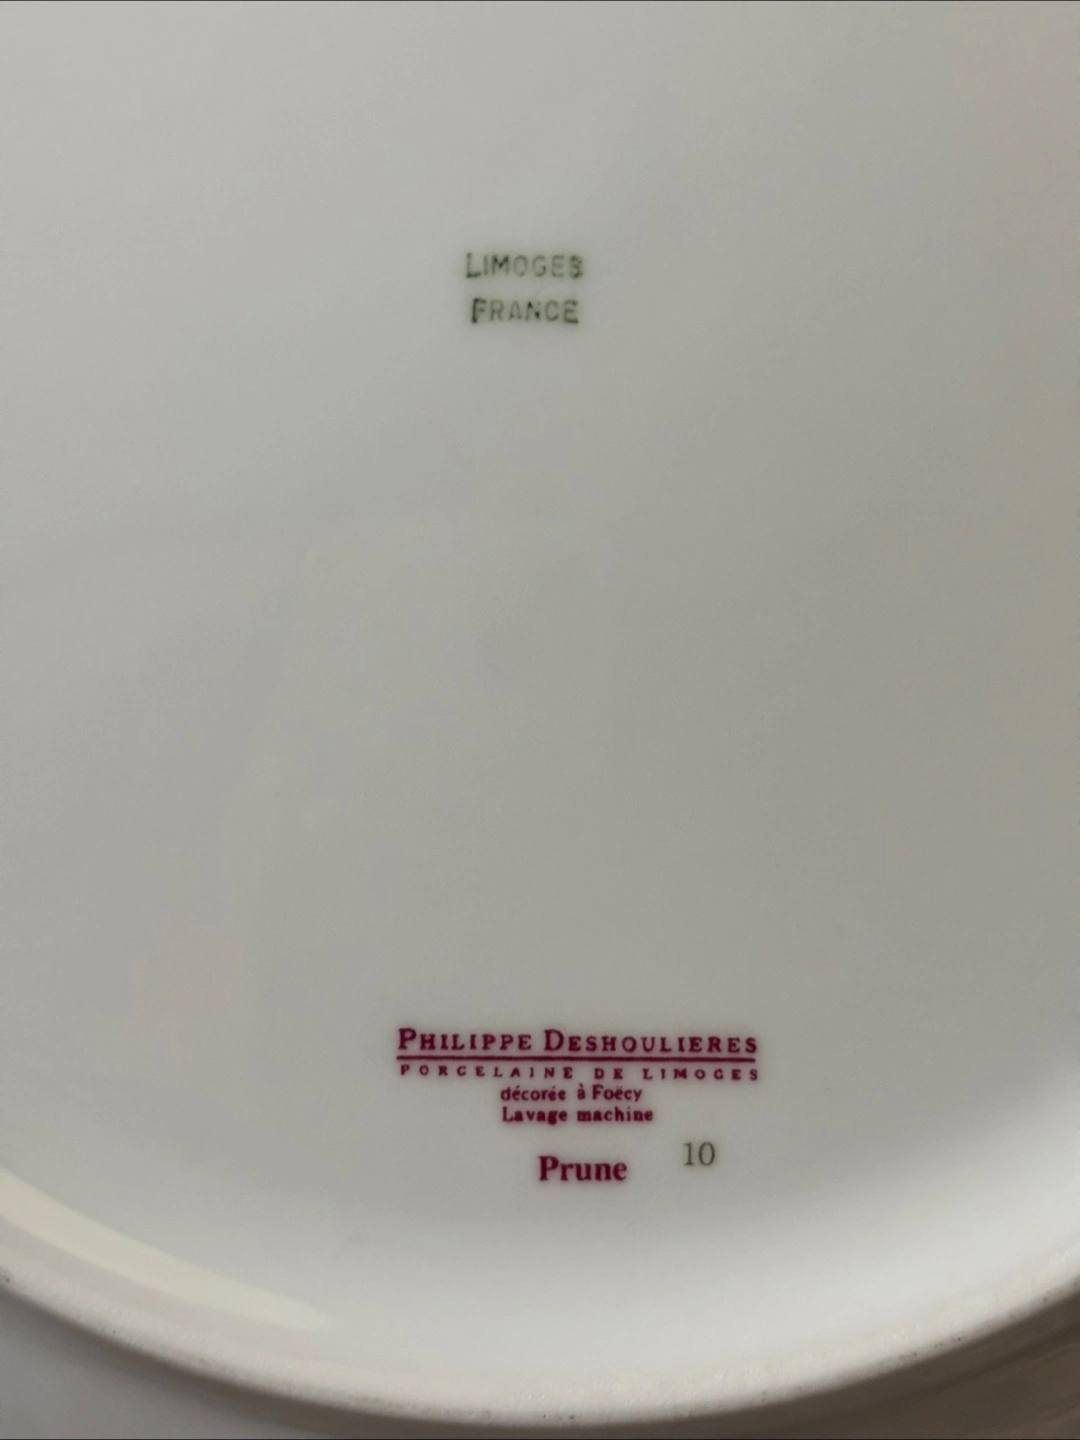 LIMOGES
FRANCE
PHILIPPE DESHOULIERES
PORCELAINE DE LIMOGES
décorée à Foëcy
Lavage machine
Prune 10